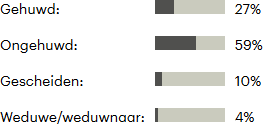 Gehuwd: 27%
Ongehuwd: 59%
Gescheiden: 10%
Weduwe/weduwnaar: 4%